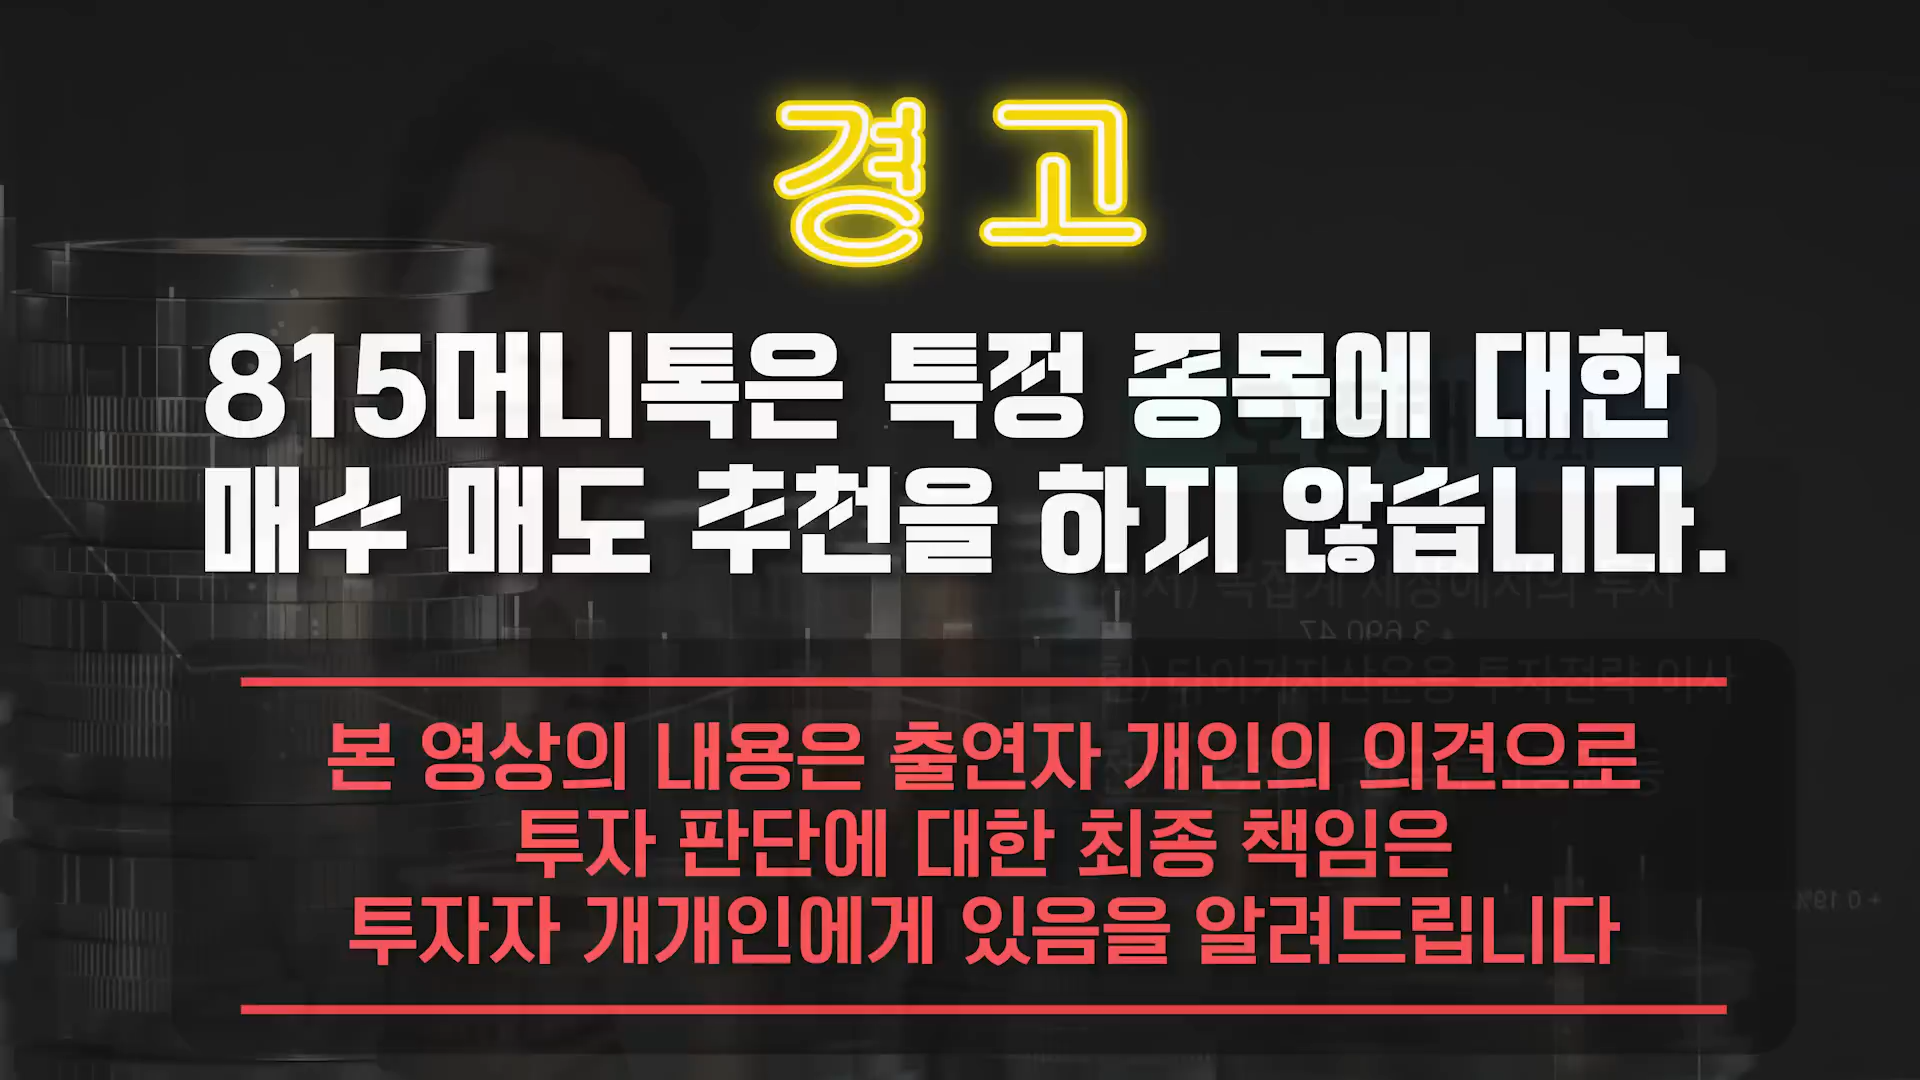 경고
815머니톡은 특정 종목에 대한
매수 매도 추천을 하지 않습니다.
본 영상의 내용은 출연자 개인의 의견으로
투자 판단에 대한 최종 책임은
투자자 개개인에게 있음을 알려드립니다